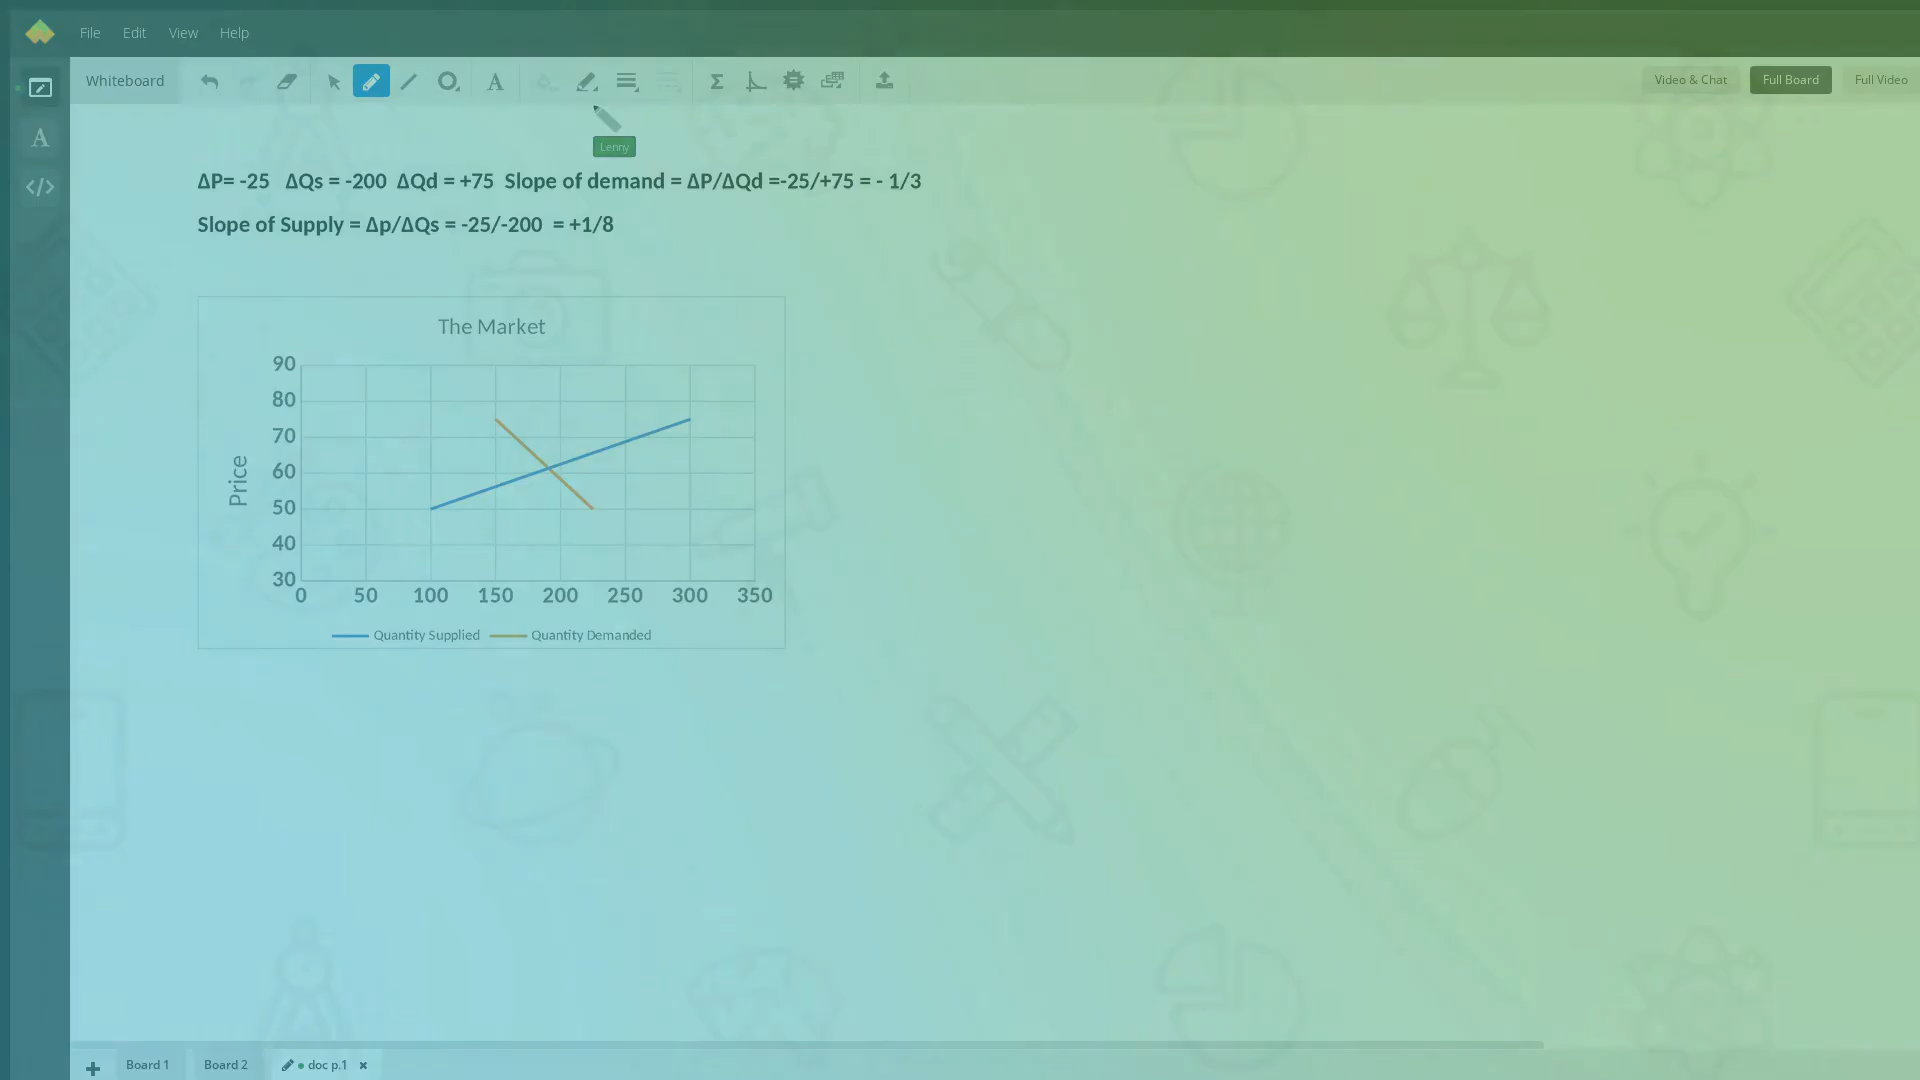 File Edit View Help
Whiteboard A Σ Video & Chat Full Board Full Video
A
</>
Lenny
ΔP= -25 ΔQs = -200 ΔQd = +75 Slope of demand = ΔP/ΔQd =-25/+75 = - 1/3
Slope of Supply = Δp/ΔQs = -25/-200 = +1/8
The Market
90
80
70
60
50
40
30
Price
0 50 100 150 200 250 300 350
Quantity Supplied Quantity Demanded
Board 1 Board 2 doc p.1